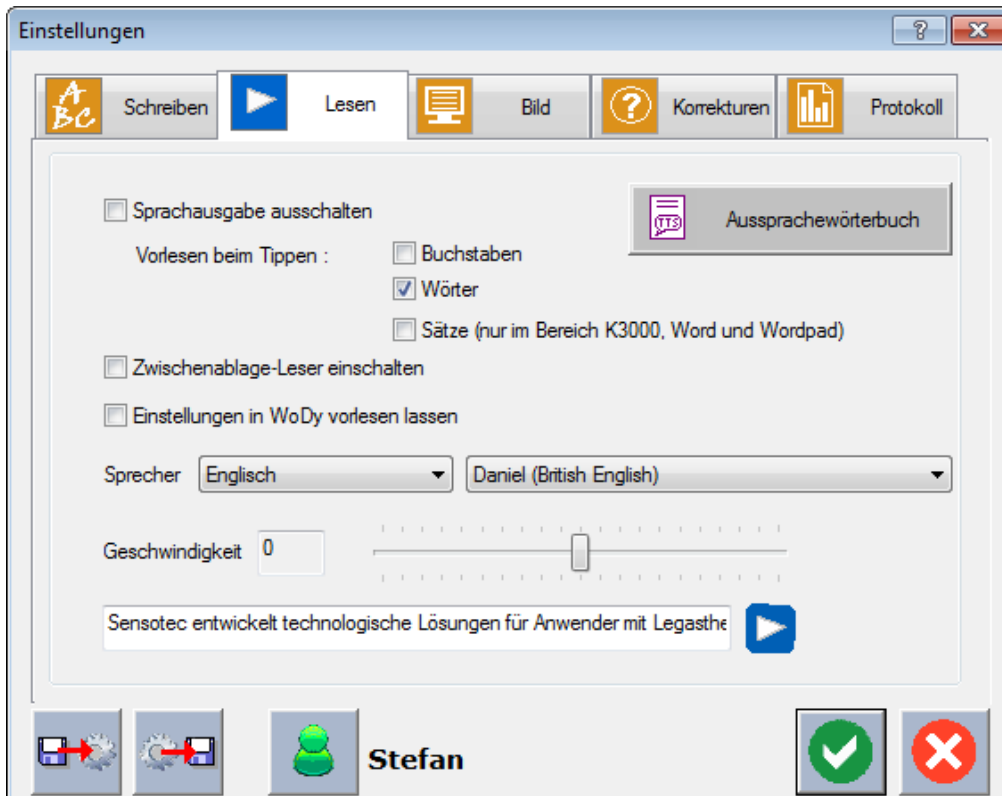 Einstellungen
ABC Schreiben Lesen Bild ? Korrekturen Protokoll
Sprachausgabe ausschalten
TTS Aussprachewörterbuch
Vorlesen beim Tippen :
Buchstaben
Wörter
Sätze (nur im Bereich K3000, Word und Wordpad)
Zwischenablage-Leser einschalten
Einstellungen in WoDy vorlesen lassen
Sprecher Englisch Daniel (British English)
Geschwindigkeit 0
Sensotec entwickelt technologische Lösungen für Anwender mit Legasthe
Stefan